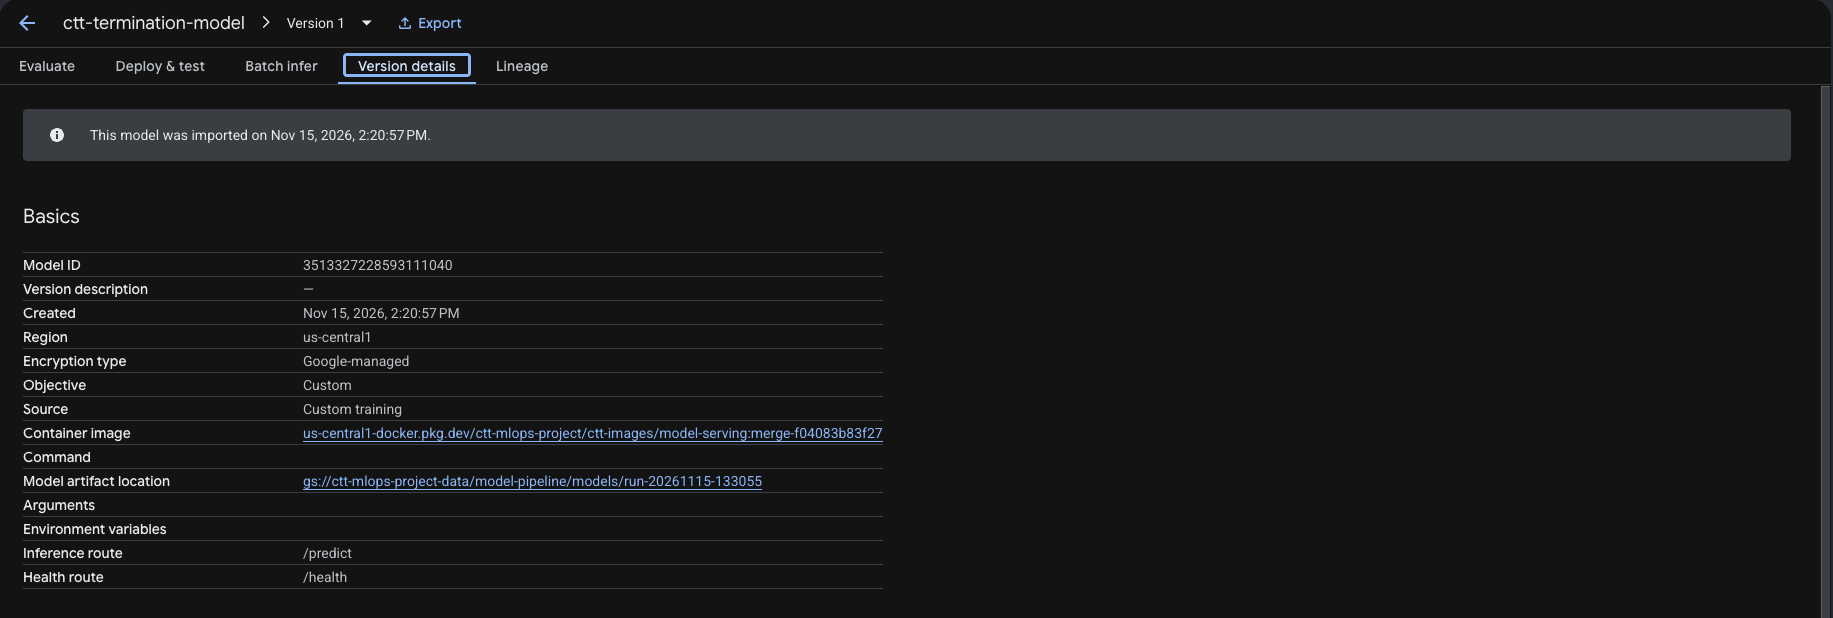 ctt-termination-model > Version 1 Export
Evaluate Deploy & test Batch infer Version details Lineage
This model was imported on Nov 15, 2026, 2:20:57 PM.
Basics
Model ID 3513327228593111040
Version description —
Created Nov 15, 2026, 2:20:57 PM
Region us-central1
Encryption type Google-managed
Objective Custom
Source Custom training
Container image us-central1-docker.pkg.dev/ctt-mlops-project/ctt-images/model-serving:merge-f04083b83f27
Command
Model artifact location gs://ctt-mlops-project-data/model-pipeline/models/run-20261115-133055
Arguments
Environment variables
Inference route /predict
Health route /health